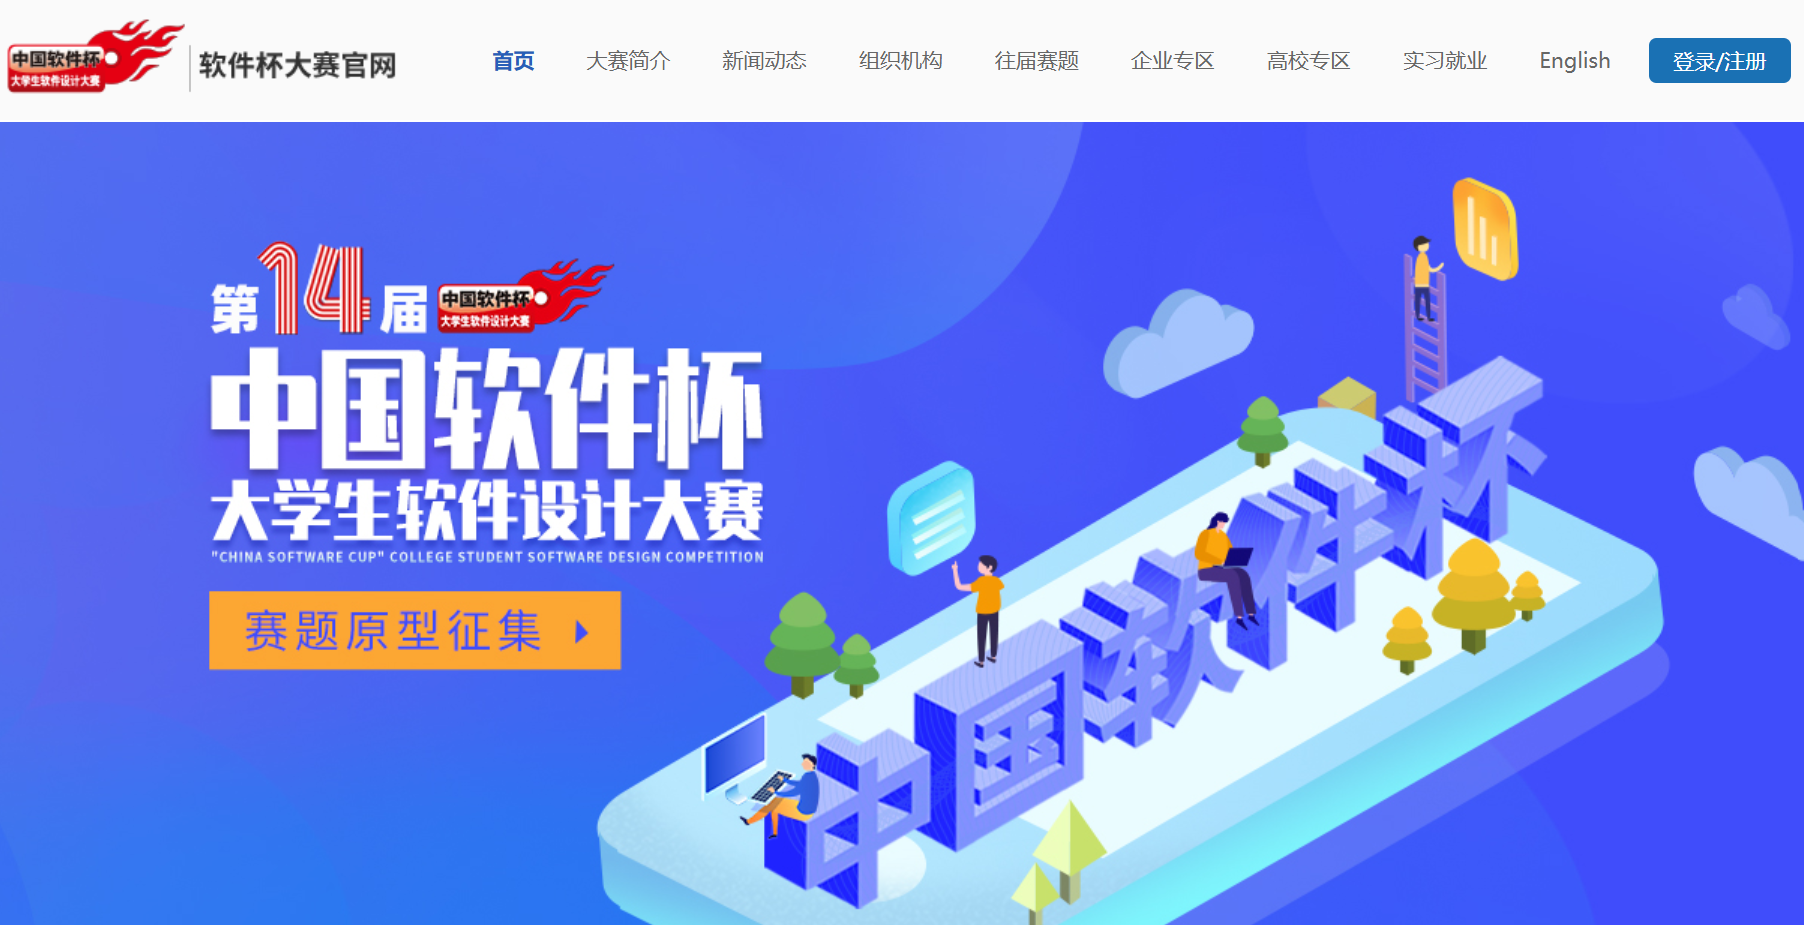 中国软件杯
大学生软件设计大赛
软件杯大赛官网
首页 大赛简介 新闻动态 组织机构 往届赛题 企业专区 高校专区 实习就业 English 登录/注册
第14届 中国软件杯
大学生软件设计大赛
中国软件杯
大学生软件设计大赛
"CHINA SOFTWARE CUP" COLLEGE STUDENT SOFTWARE DESIGN COMPETITION
赛题原型征集
中国软件杯